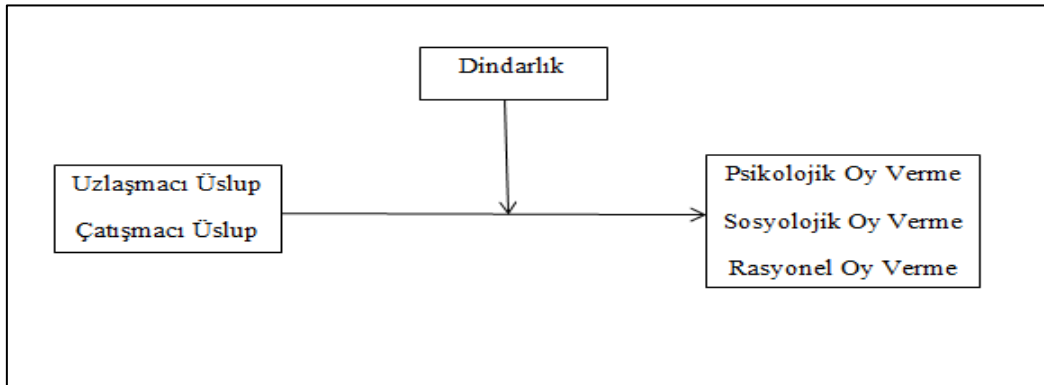 Dindarlık
Uzlaşmacı Üslup
Çatışmacı Üslup
Psikolojik Oy Verme
Sosyolojik Oy Verme
Rasyonel Oy Verme